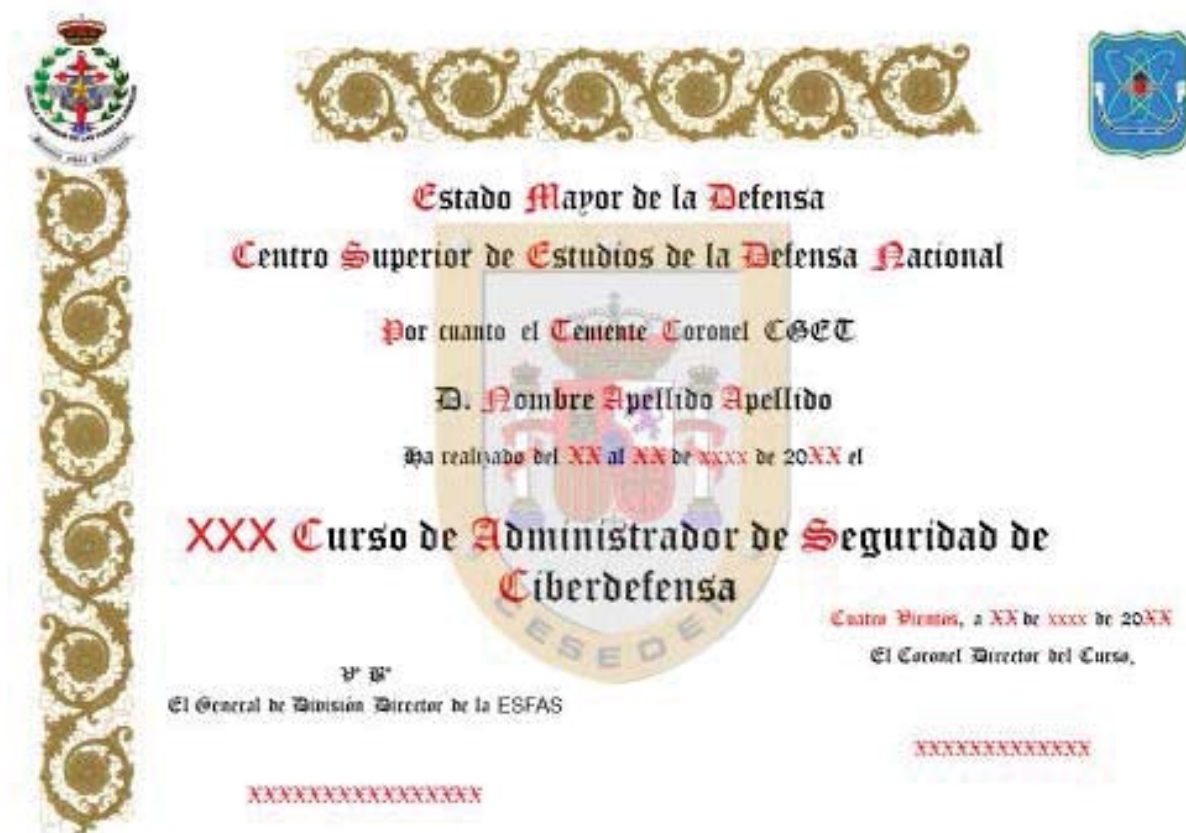 Estado Mayor de la Defensa
Centro Superior de Estudios de la Defensa Nacional
Por cuanto el Teniente Coronel CGET
D. Nombre Apellido Apellido
Ha realizado del XX al XX de xxxx de 20XX el
XXX Curso de Administrador de Seguridad de
Ciberdefensa
CESEDEN
Cuatro Vientos, a XX de xxxx de 20XX
El Coronel Director del Curso,
Vº Bº
El General de División Director de la ESFAS
XXXXXXXXXXXXX
XXXXXXXXXXXXXXXX